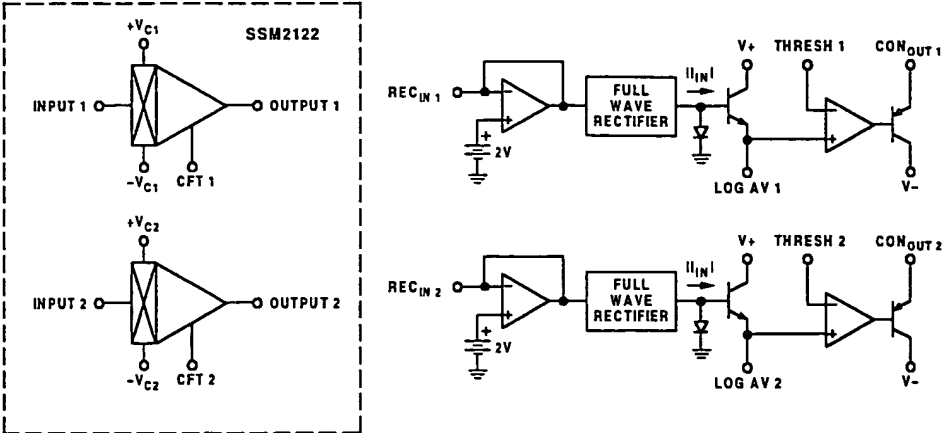 SSM2122
+VC1
INPUT 1
OUTPUT 1
-VC1
CFT 1
+VC2
INPUT 2
OUTPUT 2
-VC2
CFT 2
V+
THRESH 1
CONOUT 1
|IIN|
RECIN 1
FULL
WAVE
RECTIFIER
+
2V
LOG AV 1
V-
V+
THRESH 2
CONOUT 2
|IIN|
RECIN 2
FULL
WAVE
RECTIFIER
+
2V
LOG AV 2
V-